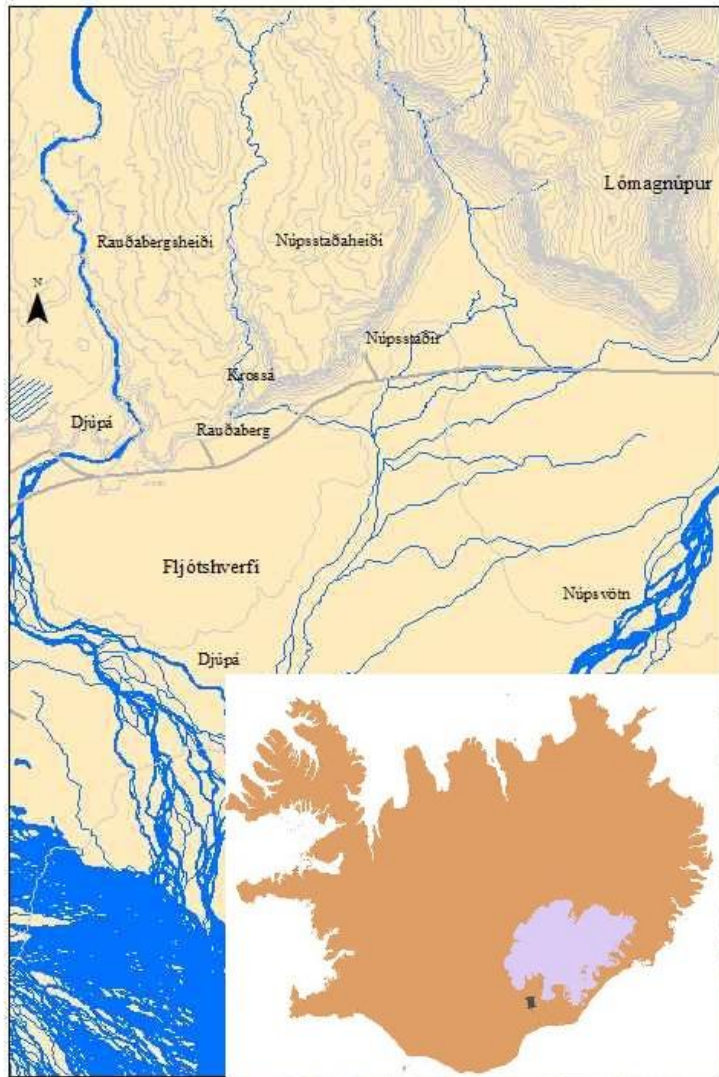 Lómagnúpur
Rauðabergsheiði
Núpsstaðaheiði
N
Núpsstaðir
Krossá
Djúpá
Rauðaberg
Fljótshverfi
Núpsvötn
Djúpá